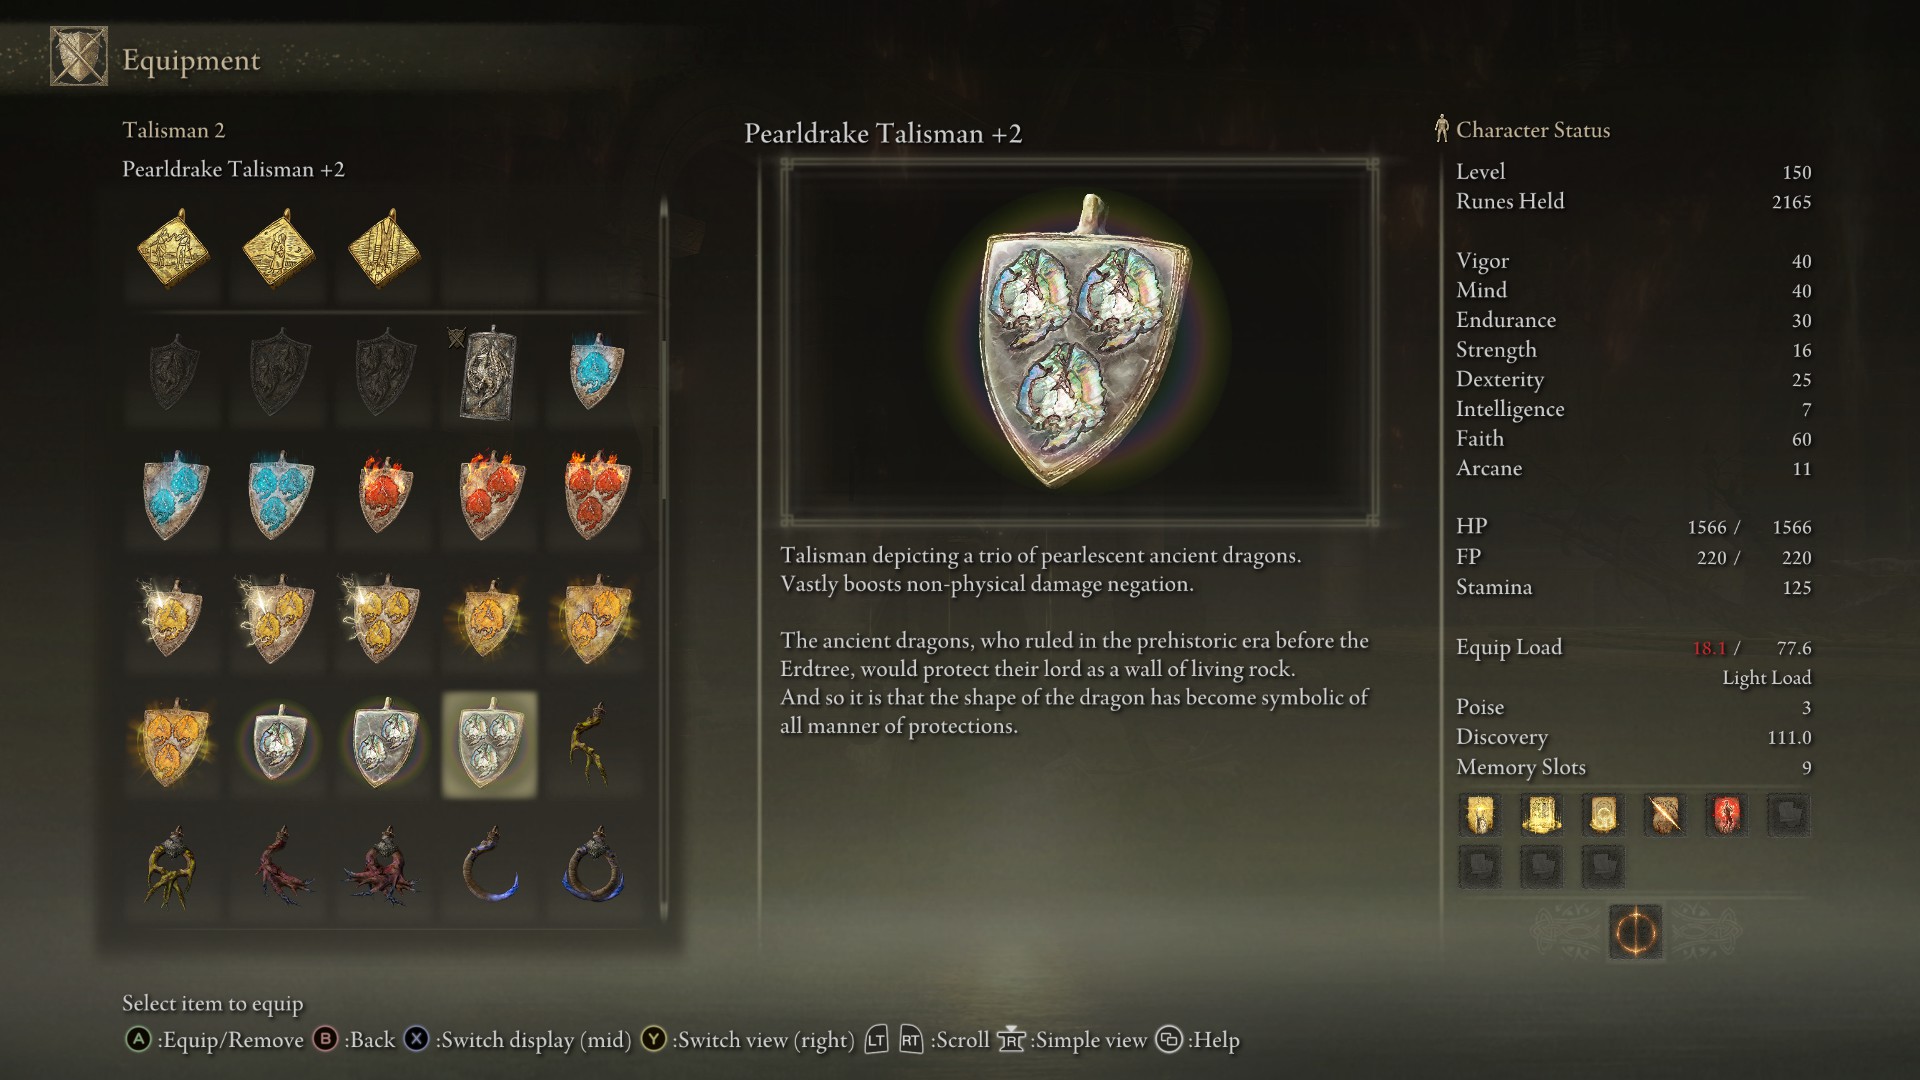 Equipment
Talisman 2
Pearldrake Talisman +2
Pearldrake Talisman +2
Talisman depicting a trio of pearlescent ancient dragons.
Vastly boosts non-physical damage negation.
The ancient dragons, who ruled in the prehistoric era before the
Erdtree, would protect their lord as a wall of living rock.
And so it is that the shape of the dragon has become symbolic of
all manner of protections.
Character Status
Level 150
Runes Held 2165
Vigor 40
Mind 40
Endurance 30
Strength 16
Dexterity 25
Intelligence 7
Faith 60
Arcane 11
HP 1566 / 1566
FP 220 / 220
Stamina 125
Equip Load 18.1 / 77.6
Light Load
Poise 3
Discovery 111.0
Memory Slots 9
Select item to equip
A :Equip/Remove B :Back X :Switch display (mid) Y :Switch view (right) LT RT :Scroll R :Simple view :Help